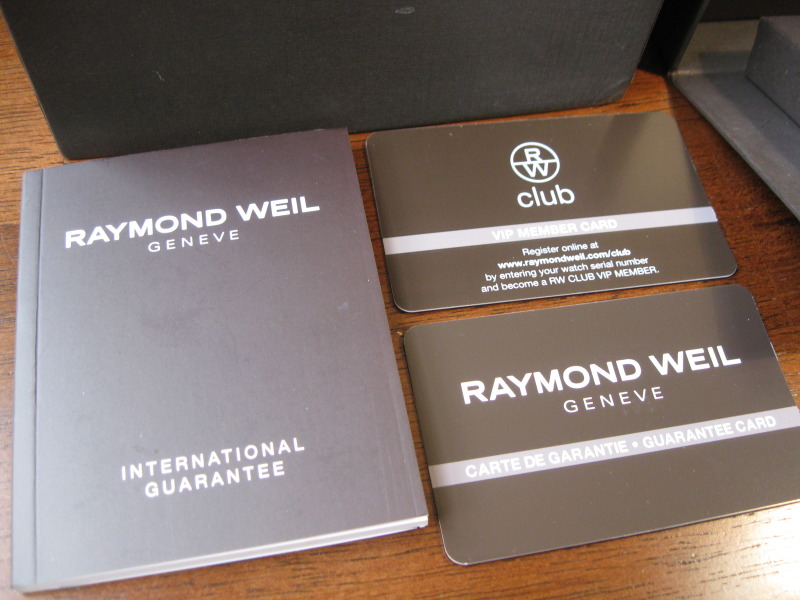 RAYMOND WEIL
GENEVE
INTERNATIONAL
GUARANTEE
RW
club
VIP MEMBER CARD
Register online at
www.raymondweil.com/club
by entering your watch serial number
and become a RW CLUB VIP MEMBER.
RAYMOND WEIL
GENEVE
CARTE DE GARANTIE • GUARANTEE CARD